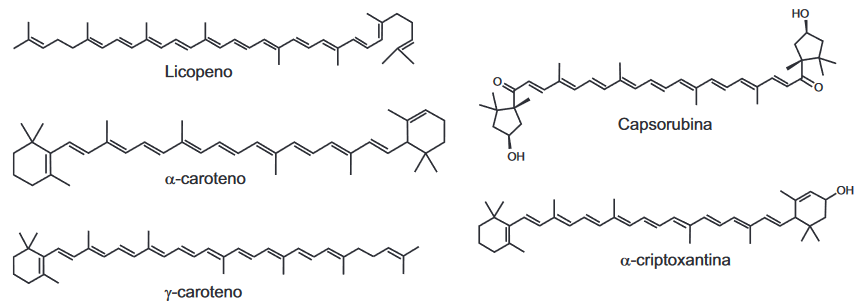 Licopeno
α-caroteno
γ-caroteno
HO
O
O
OH
Capsorubina
OH
α-criptoxantina